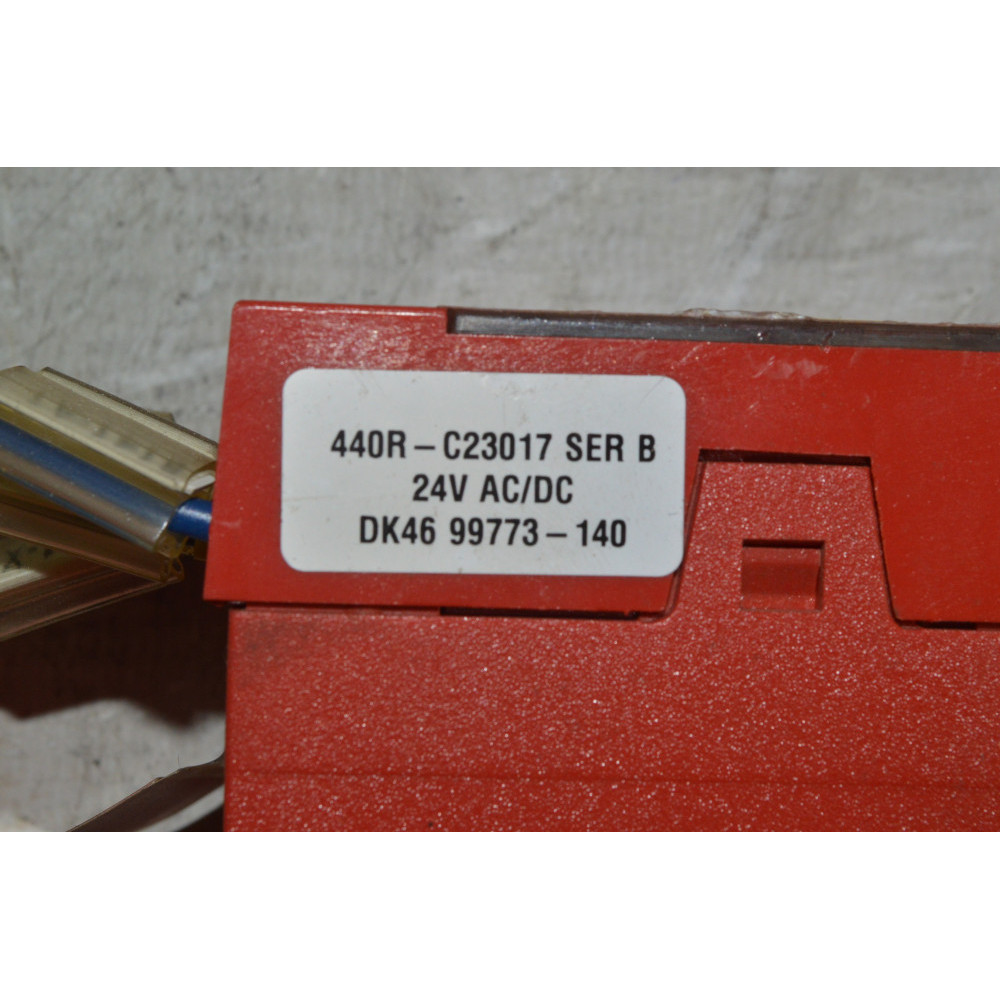 440R-C23017 SER B
24V AC/DC
DK46 99773-140